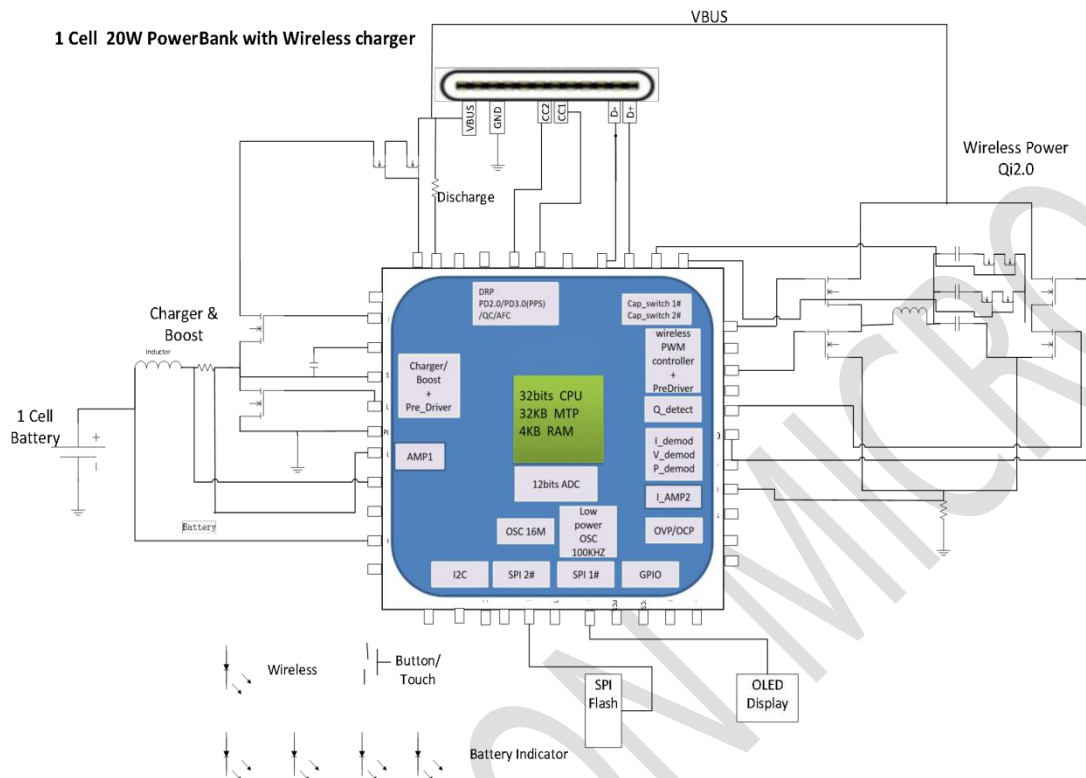 VBUS
1 Cell 20W PowerBank with Wireless charger
VBUS
GND
CC2
CC1
D-
D+
Wireless Power
Qi2.0
Discharge
DRP
PD2.0/PD3.0(PPS)
/QC/AFC
Cap_switch 1#
Cap_switch 2#
Charger &
Boost
Inductor
wireless
PWM
controller
+
PreDriver
Charger/
Boost
+
Pre_Driver
32bits CPU
32KB MTP
4KB RAM
Q_detect
1 Cell
Battery
+
I_demod
V_demod
P_demod
AMP1
12bits ADC
I_AMP2
Battery
OSC 16M
Low
power
OSC
100KHZ
OVP/OCP
I2C
SPI 2#
SPI 1#
GPIO
Wireless
Button/
Touch
SPI
Flash
OLED
Display
Battery Indicator
ON MICRO